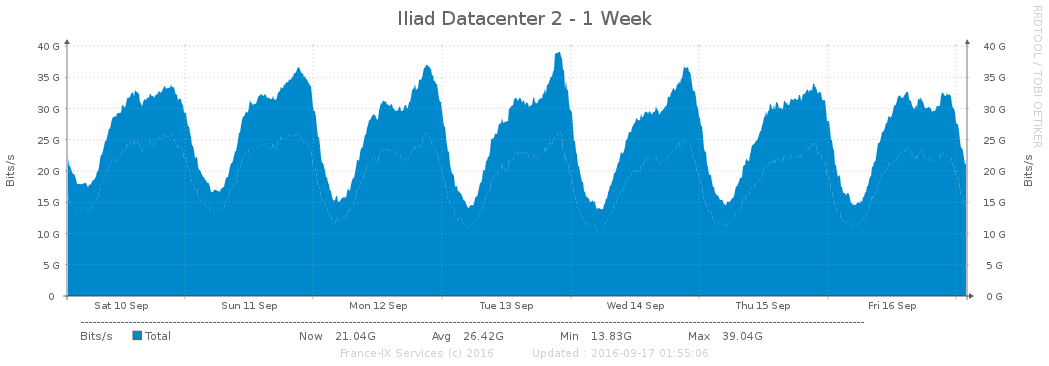 Iliad Datacenter 2 - 1 Week
RRDTOOL / TOBI OETIKER
Bits/s
40 G 40 G
35 G 35 G
30 G 30 G
25 G 25 G
20 G 20 G
15 G 15 G
10 G 10 G
5 G 5 G
0 0 G
Bits/s
Sat 10 Sep Sun 11 Sep Mon 12 Sep Tue 13 Sep Wed 14 Sep Thu 15 Sep Fri 16 Sep
Bits/s Total Now 21.04G Avg 26.42G Min 13.83G Max 39.04G
France-IX Services (c) 2016 Updated : 2016-09-17 01:55:06